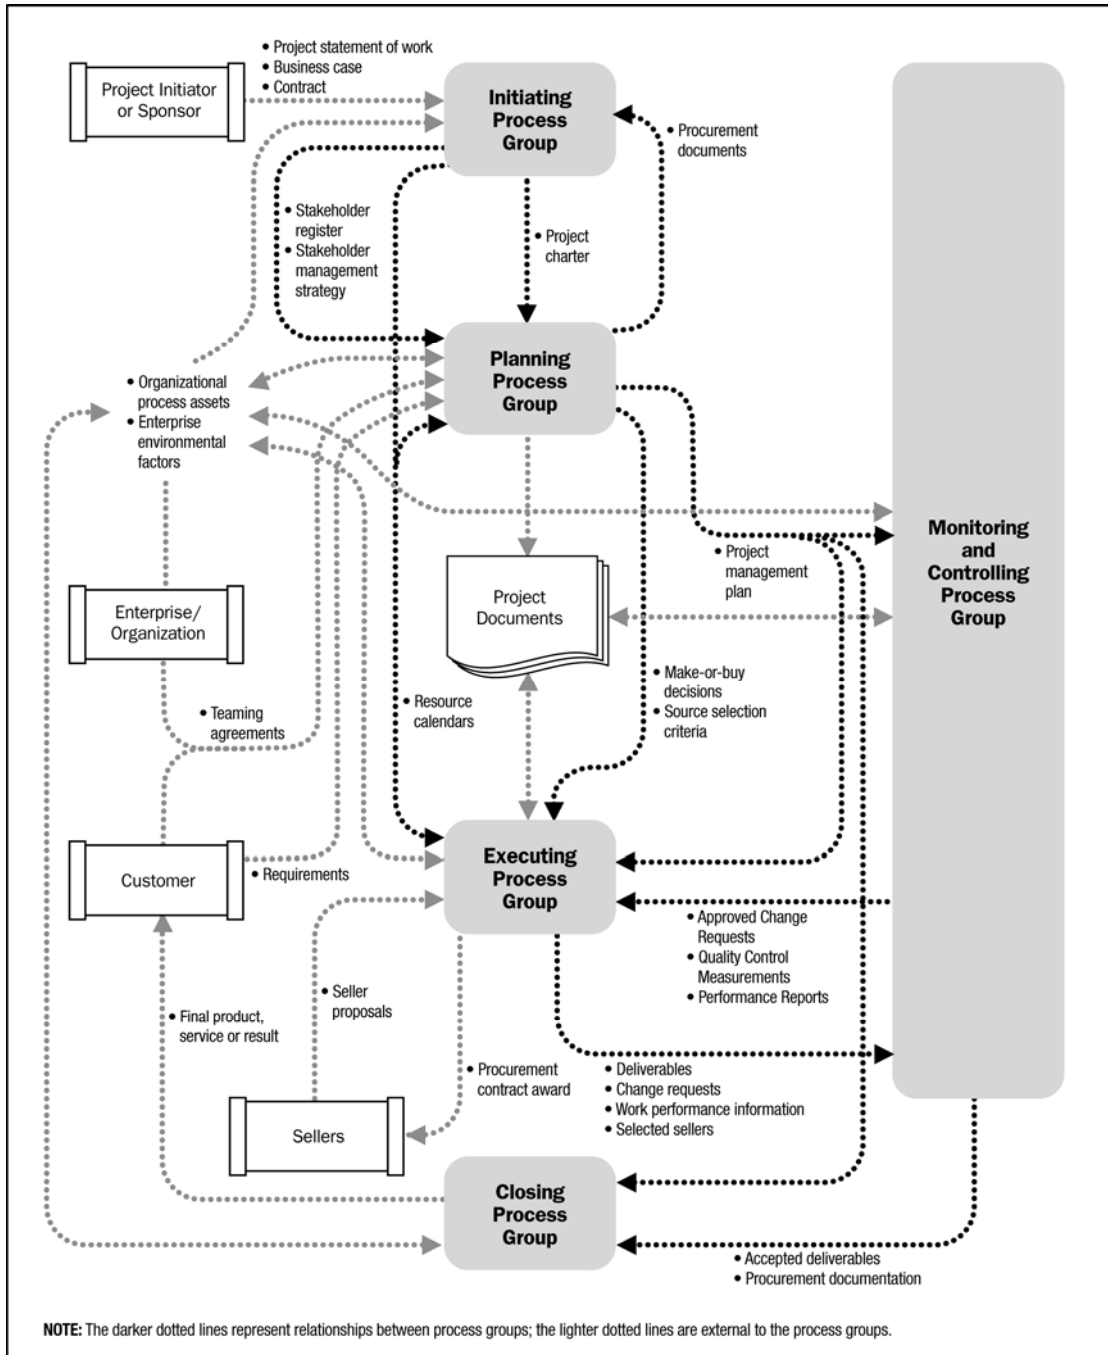 • Project statement of work
• Business case
• Contract
Project Initiator
or Sponsor
Initiating
Process
Group
• Procurement
documents
• Stakeholder
register
• Stakeholder
management
strategy
• Project
charter
Planning
Process
Group
• Organizational
process assets
• Enterprise
environmental
factors
Monitoring
and
Controlling
Process
Group
• Project
management
plan
Project
Documents
Enterprise/
Organization
• Make-or-buy
decisions
• Source selection
criteria
• Resource
calendars
• Teaming
agreements
Executing
Process
Group
Customer
• Requirements
• Approved Change
Requests
• Quality Control
Measurements
• Performance Reports
• Seller
proposals
• Final product,
service or result
• Procurement
contract award
• Deliverables
• Change requests
• Work performance information
• Selected sellers
Sellers
Closing
Process
Group
• Accepted deliverables
• Procurement documentation
NOTE: The darker dotted lines represent relationships between process groups; the lighter dotted lines are external to the process groups.